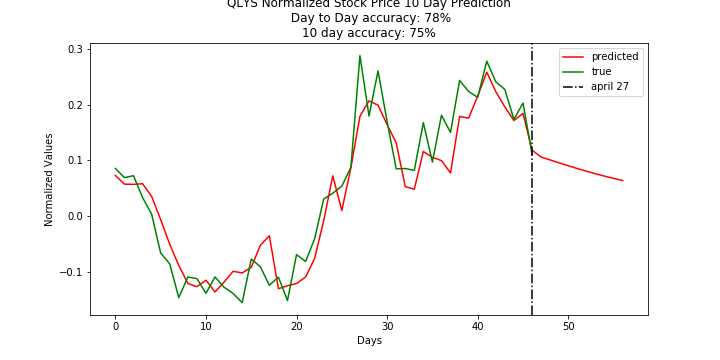 QLYS Normalized Stock Price 10 Day Prediction
Day to Day accuracy: 78%
10 day accuracy: 75%
predicted
true
april 27
0.3
0.2
0.1
0.0
−0.1
Normalized Values
0 10 20 30 40 50
Days